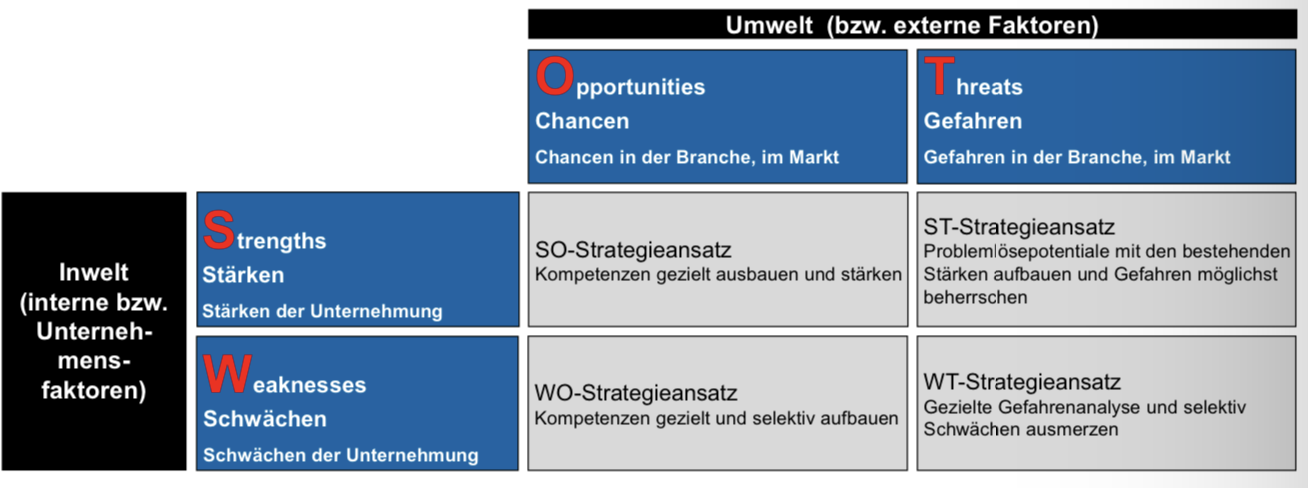 Umwelt (bzw. externe Faktoren)
Opportunities
Chancen
Chancen in der Branche, im Markt
Threats
Gefahren
Gefahren in der Branche, im Markt
Inwelt
(interne bzw.
Unterneh-
mens-
faktoren)
Strengths
Stärken
Stärken der Unternehmung
SO-Strategieansatz
Kompetenzen gezielt ausbauen und stärken
ST-Strategieansatz
Problemlösepotentiale mit den bestehenden
Stärken aufbauen und Gefahren möglichst
beherrschen
Weaknesses
Schwächen
Schwächen der Unternehmung
WO-Strategieansatz
Kompetenzen gezielt und selektiv aufbauen
WT-Strategieansatz
Gezielte Gefahrenanalyse und selektiv
Schwächen ausmerzen